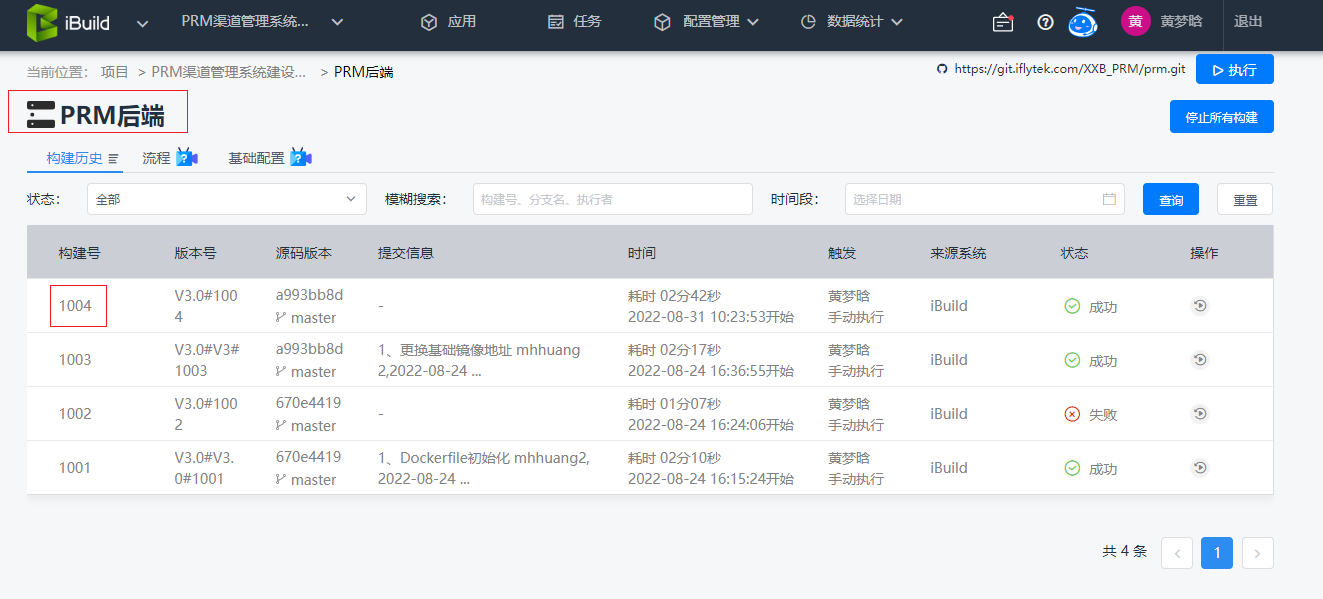 iBuild PRM渠道管理系统... 应用 任务 配置管理 数据统计 黄 黄梦晗 退出
当前位置： 项目 > PRM渠道管理系统建设... > PRM后端 https://git.iflytek.com/XXB_PRM/prm.git 执行
PRM后端 停止所有构建
构建历史 流程 ? 基础配置 ?
状态： 全部 模糊搜索： 构建号、分支名、执行者 时间段： 选择日期 查询 重置
构建号 版本号 源码版本 提交信息 时间 触发 来源系统 状态 操作
1004
V3.0#100
4
a993bb8d
master
-
耗时 02分42秒
2022-08-31 10:23:53开始
黄梦晗
手动执行
iBuild
成功
1003
V3.0#V3#
1003
a993bb8d
master
1、更换基础镜像地址 mhhuang
2,2022-08-24 ...
耗时 02分17秒
2022-08-24 16:36:55开始
黄梦晗
手动执行
iBuild
成功
1002
V3.0#100
2
670e4419
master
-
耗时 01分07秒
2022-08-24 16:24:06开始
黄梦晗
手动执行
iBuild
失败
1001
V3.0#V3.
0#1001
670e4419
master
1、Dockerfile初始化 mhhuang2,
2022-08-24 ...
耗时 02分10秒
2022-08-24 16:15:24开始
黄梦晗
手动执行
iBuild
成功
共 4 条 < 1 >